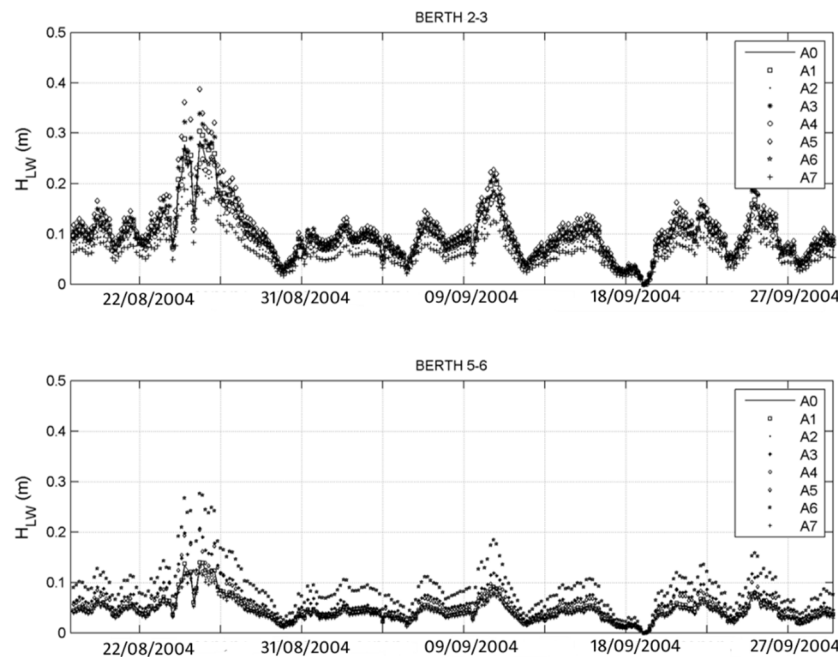 BERTH 2-3
0.5
0.4
0.3
0.2
0.1
0
H_LW (m)
A0
A1
A2
A3
A4
A5
A6
A7
22/08/2004 31/08/2004 09/09/2004 18/09/2004 27/09/2004
BERTH 5-6
0.5
0.4
0.3
0.2
0.1
0
H_LW (m)
A0
A1
A2
A3
A4
A5
A6
A7
22/08/2004 31/08/2004 09/09/2004 18/09/2004 27/09/2004